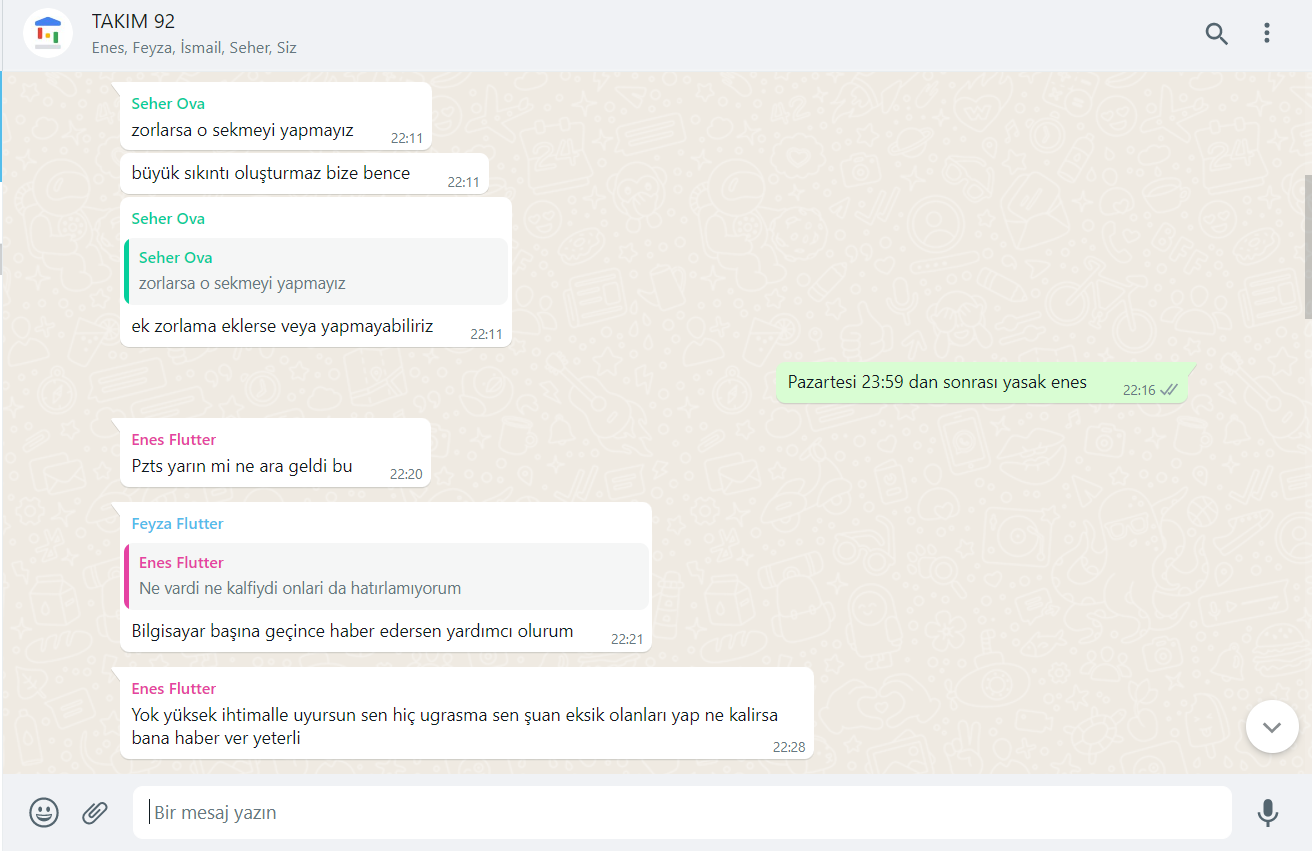 TAKIM 92
Enes, Feyza, İsmail, Seher, Siz
Seher Ova
zorlarsa o sekmeyi yapmayız
22:11
büyük sıkıntı oluşturmaz bize bence
22:11
Seher Ova
Seher Ova
zorlarsa o sekmeyi yapmayız
ek zorlama eklerse veya yapmayabiliriz
22:11
Pazartesi 23:59 dan sonrası yasak enes
22:16
Enes Flutter
Pzts yarın mi ne ara geldi bu
22:20
Feyza Flutter
Enes Flutter
Ne vardi ne kalfiydi onlari da hatırlamıyorum
Bilgisayar başına geçince haber edersen yardımcı olurum
22:21
Enes Flutter
Yok yüksek ihtimalle uyursun sen hiç ugrasma sen şuan eksik olanları yap ne kalirsa
bana haber ver yeterli
22:28
Bir mesaj yazın